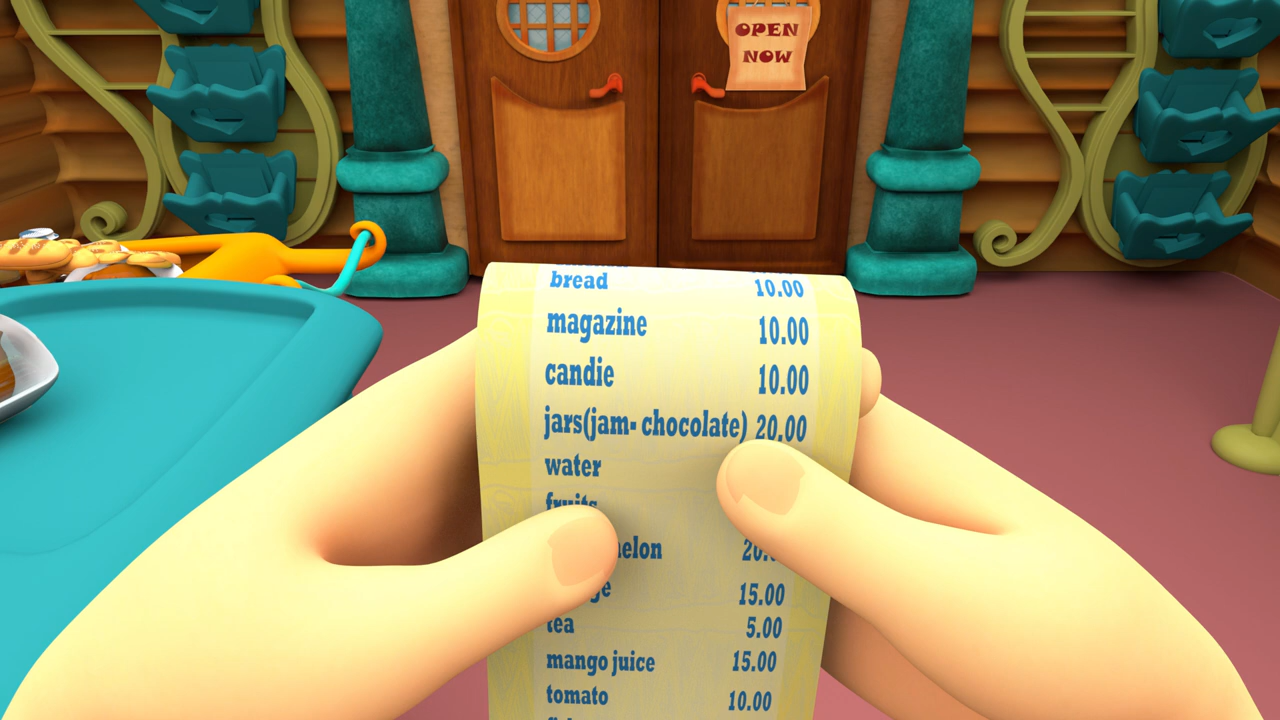 OPEN
NOW
bread 10.00
magazine 10.00
candie 10.00
jars(jam- chocolate) 20.00
water
fruits
15.00
tea 5.00
mango juice 15.00
tomato 10.00